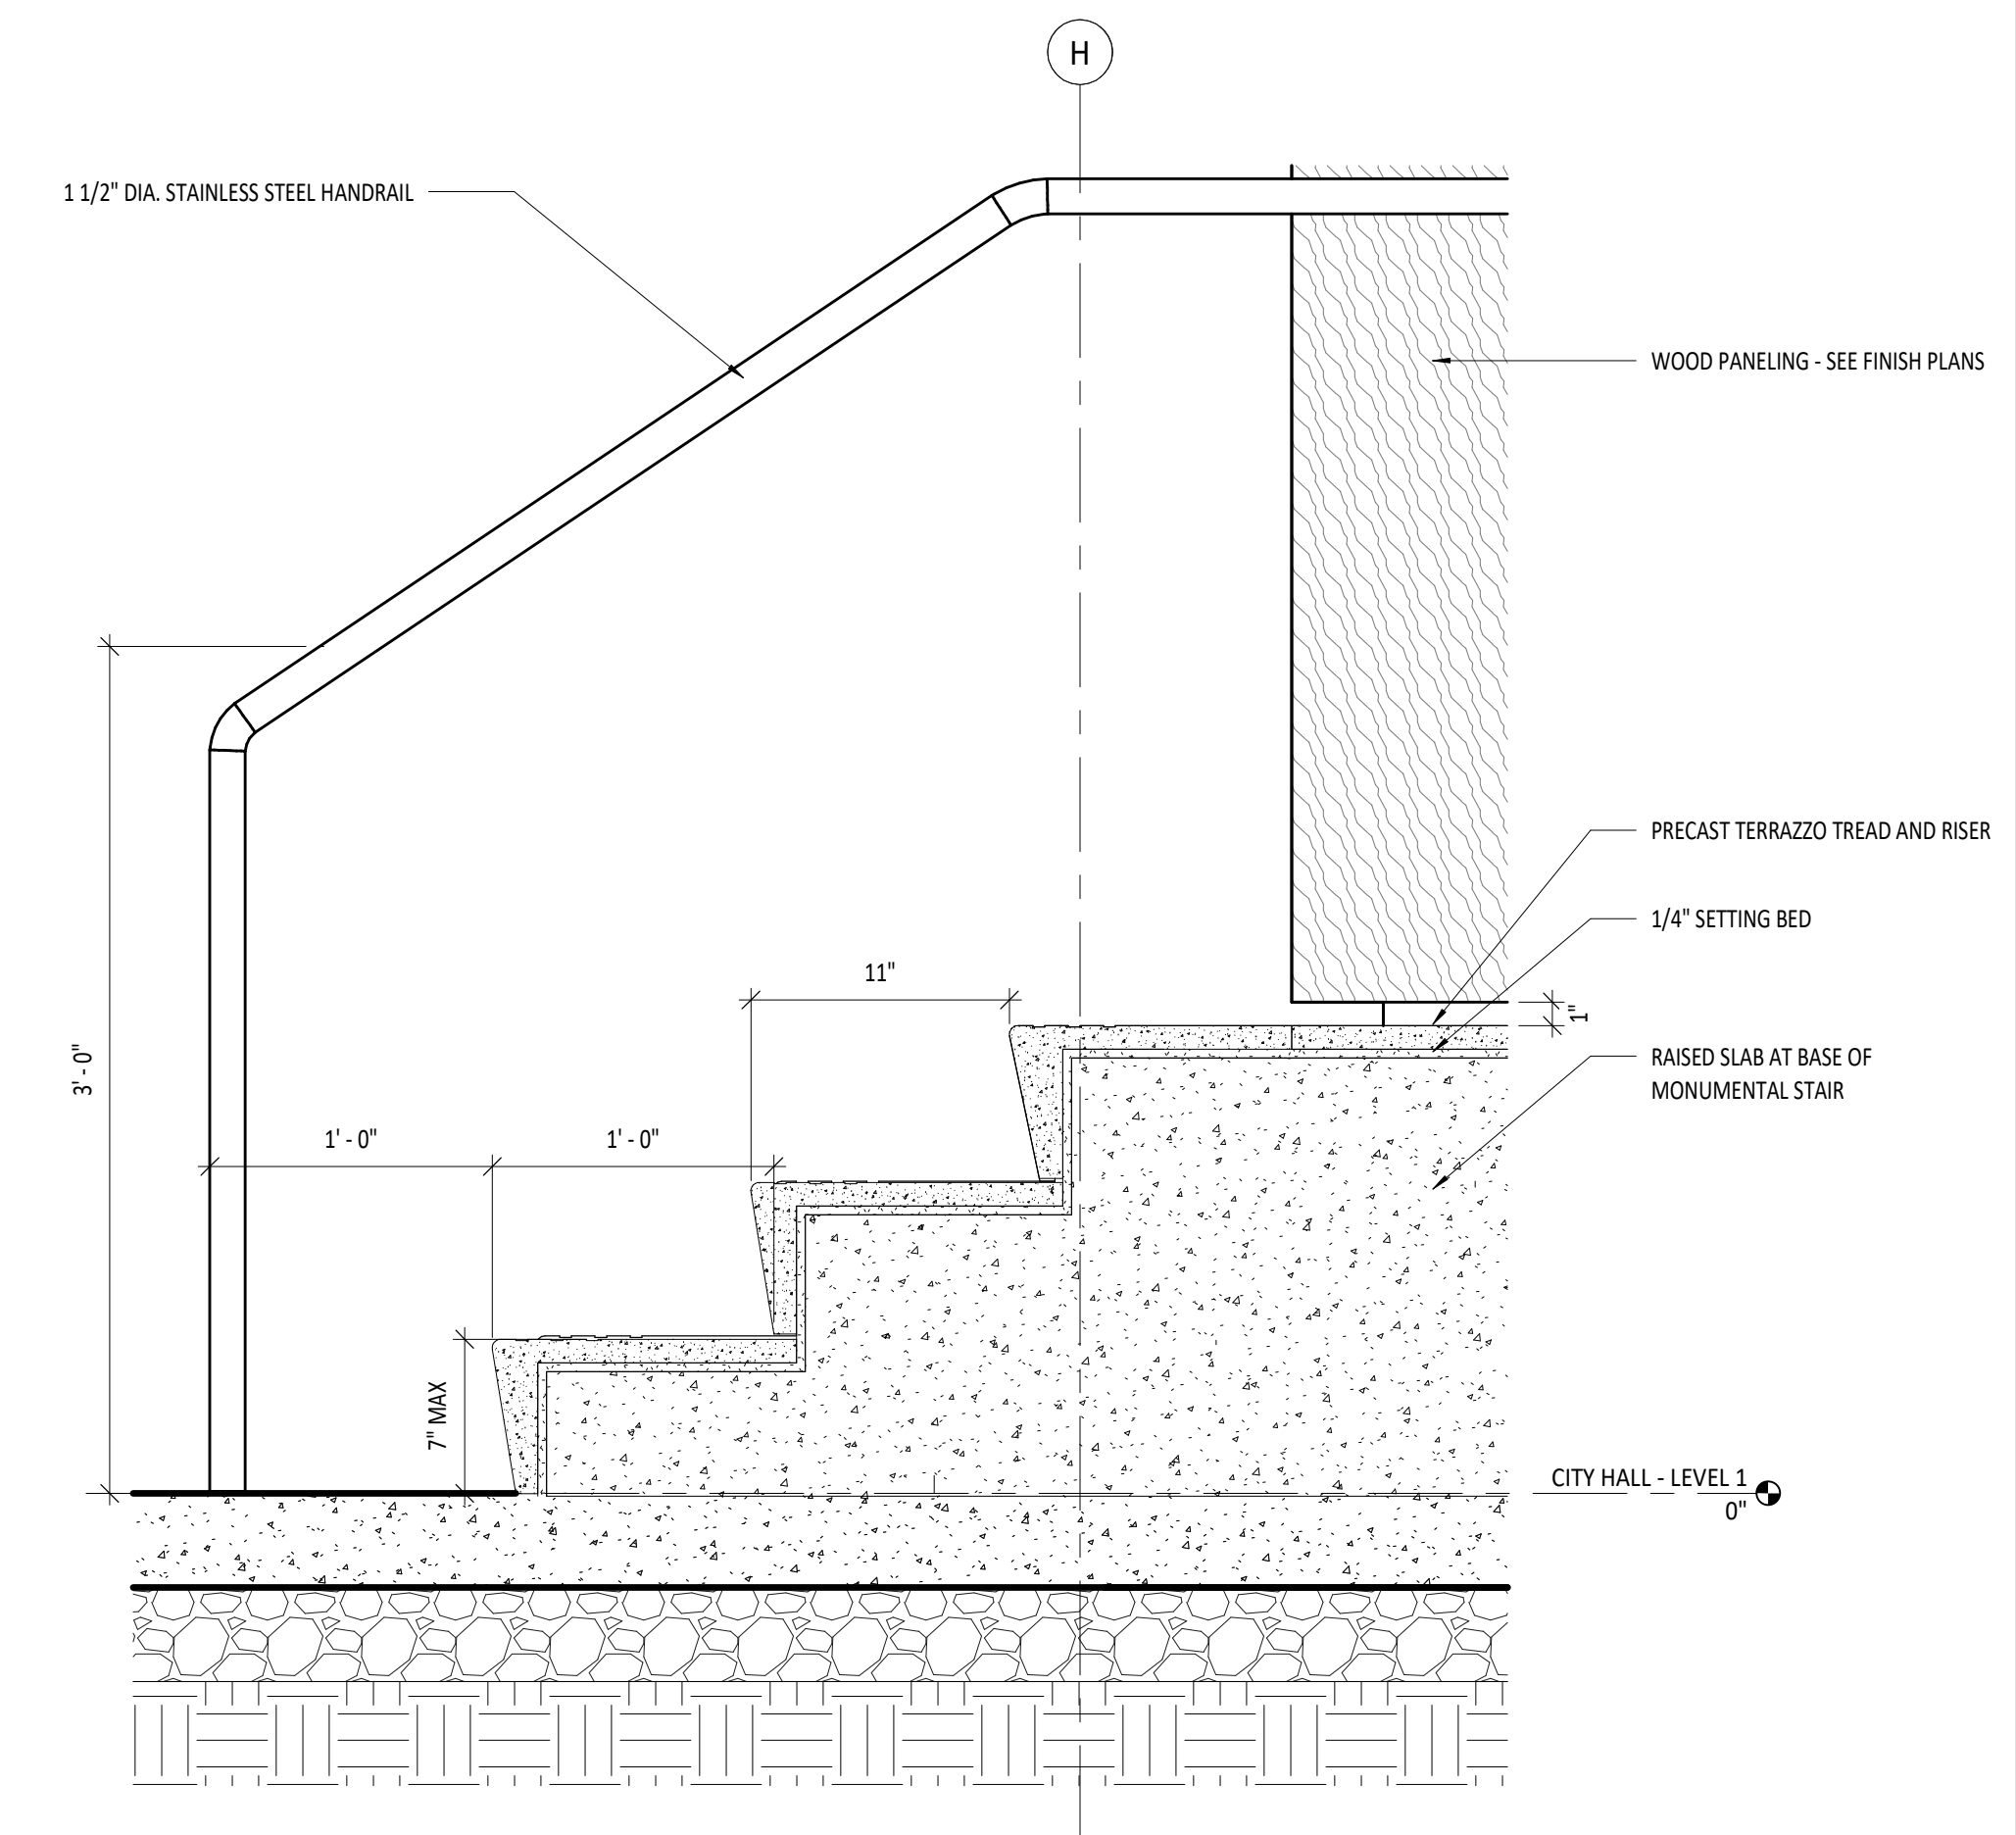 H
1 1/2" DIA. STAINLESS STEEL HANDRAIL
WOOD PANELING - SEE FINISH PLANS
PRECAST TERRAZZO TREAD AND RISER
1/4" SETTING BED
11"
1"
3' - 0"
RAISED SLAB AT BASE OF
MONUMENTAL STAIR
1' - 0"
1' - 0"
7" MAX
CITY HALL - LEVEL 1
0"